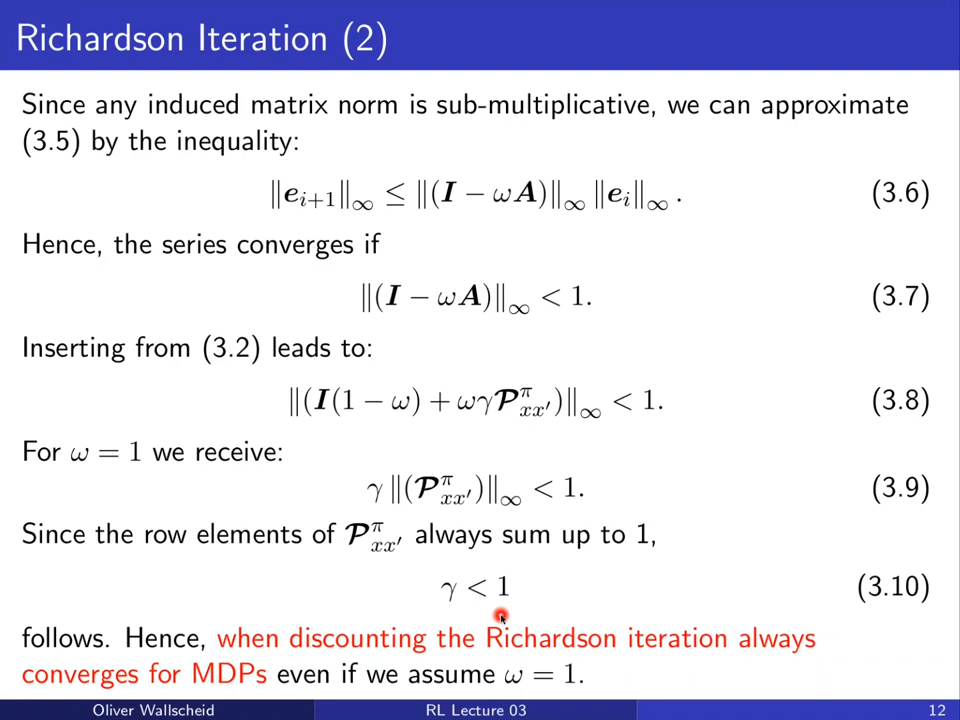 Richardson Iteration (2)
Since any induced matrix norm is sub-multiplicative, we can approximate
(3.5) by the inequality:
‖e_{i+1}‖_∞ ≤ ‖(I − ωA)‖_∞ ‖e_i‖_∞ . (3.6)
Hence, the series converges if
‖(I − ωA)‖_∞ < 1. (3.7)
Inserting from (3.2) leads to:
‖(I(1 − ω) + ωγP^π_{xx′})‖_∞ < 1. (3.8)
For ω = 1 we receive:
γ ‖(P^π_{xx′})‖_∞ < 1. (3.9)
Since the row elements of P^π_{xx′} always sum up to 1,
γ < 1 (3.10)
follows. Hence, when discounting the Richardson iteration always
converges for MDPs even if we assume ω = 1.
Oliver Wallscheid RL Lecture 03 12